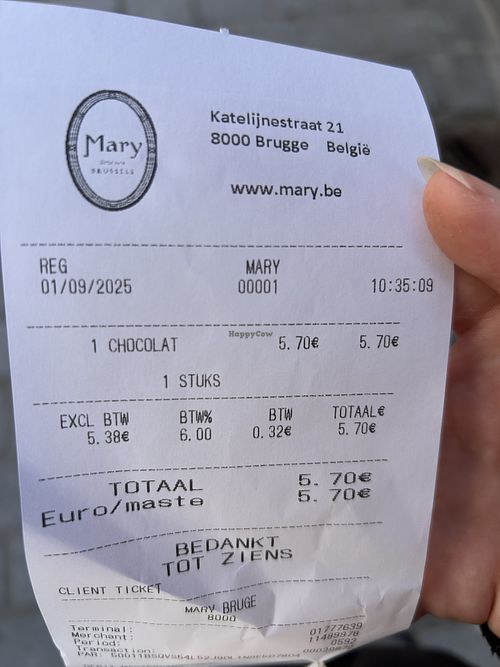 Mary
BRUSSELS
Katelijnestraat 21
8000 Brugge België
www.mary.be
REG MARY
01/09/2025 00001 10:35:09
HappyCow
1 CHOCOLAT 5.70€ 5.70€
1 STUKS
EXCL BTW BTW% BTW TOTAAL€
5.38€ 6.00 0.32€ 5.70€
TOTAAL 5.70€
Euro/maste 5.70€
BEDANKT
TOT ZIENS
CLIENT TICKET
MARY BRUGE
8000
Terminal: 01777639
Merchant: 11489878
Period: 0592
Transaction:
PAR: